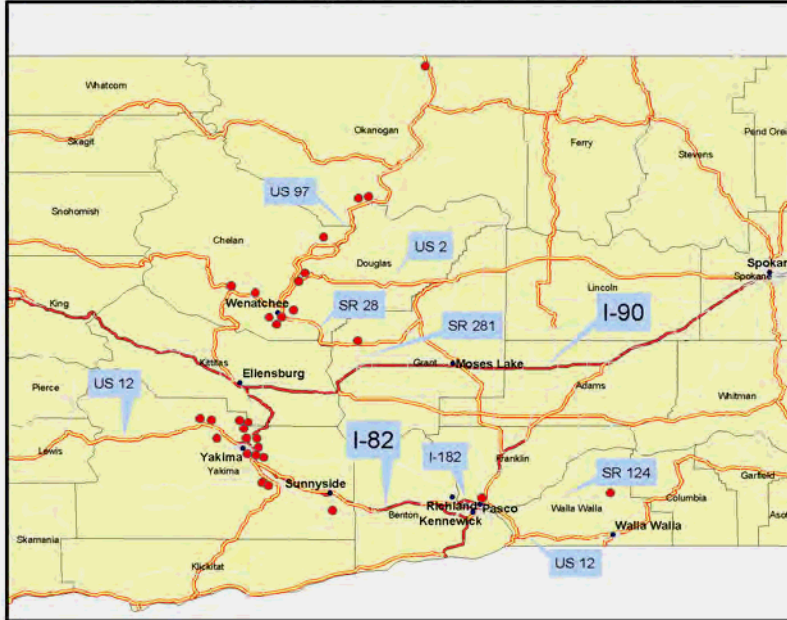 Whatcom
Okanogan
Skagit
Ferry
Pend Orei
Stevens
US 97
Snohomish
Chelan
US 2
Douglas
Spokan
Spokane
Lincoln
King
Wenatchee
SR 28
I-90
SR 281
Kittitas
Grant
Moses Lake
Ellensburg
Pierce
US 12
Adams
Whitman
I-82
Lewis
Yakima
I-182
Franklin
Yakima
Sunnyside
SR 124
Garfield
Richland
Columbia
Benton
Pasco
Walla Walla
Asot
Kennewick
Walla Walla
Skamania
US 12
Klickitat